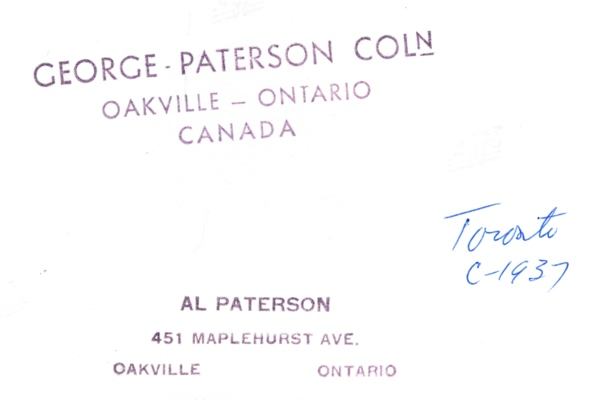 GEORGE-PATERSON COLN
OAKVILLE – ONTARIO
CANADA
Toronto
C-1937
AL PATERSON
451 MAPLEHURST AVE.
OAKVILLE ONTARIO